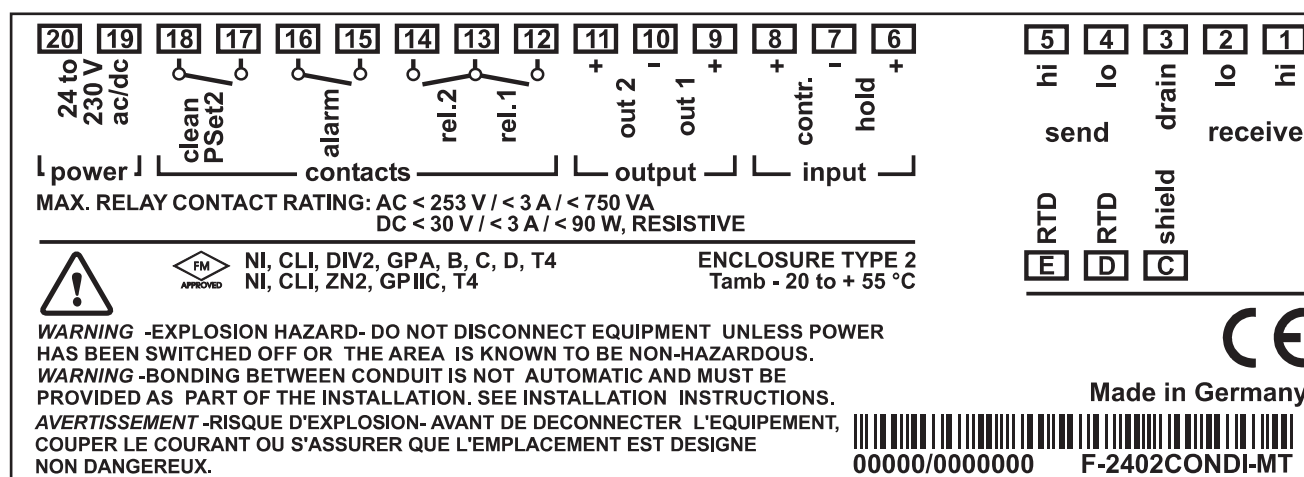 20 19 18 17 16 15 14 13 12 11 10 9 8 7 6 5 4 3 2 1
+ - + + - +
24 to
230 V
ac/dc
clean
PSet2
alarm
rel.2
rel.1
out 2
out 1
contr.
hold
hi
lo
drain
lo
hi
send
receive
power
contacts
output
input
MAX. RELAY CONTACT RATING: AC < 253 V / < 3 A / < 750 VA
DC < 30 V / < 3 A / < 90 W, RESISTIVE
RTD
RTD
shield
E D C
FM
APPROVED
NI, CLI, DIV2, GPA, B, C, D, T4
NI, CLI, ZN2, GPIIC, T4
ENCLOSURE TYPE 2
Tamb - 20 to + 55 °C
WARNING -EXPLOSION HAZARD- DO NOT DISCONNECT EQUIPMENT UNLESS POWER
HAS BEEN SWITCHED OFF OR THE AREA IS KNOWN TO BE NON-HAZARDOUS.
WARNING -BONDING BETWEEN CONDUIT IS NOT AUTOMATIC AND MUST BE
PROVIDED AS PART OF THE INSTALLATION. SEE INSTALLATION INSTRUCTIONS.
AVERTISSEMENT -RISQUE D'EXPLOSION- AVANT DE DECONNECTER L'EQUIPEMENT,
COUPER LE COURANT OU S'ASSURER QUE L'EMPLACEMENT EST DESIGNE
NON DANGEREUX.
CE
Made in Germany
00000/0000000 F-2402CONDI-MT